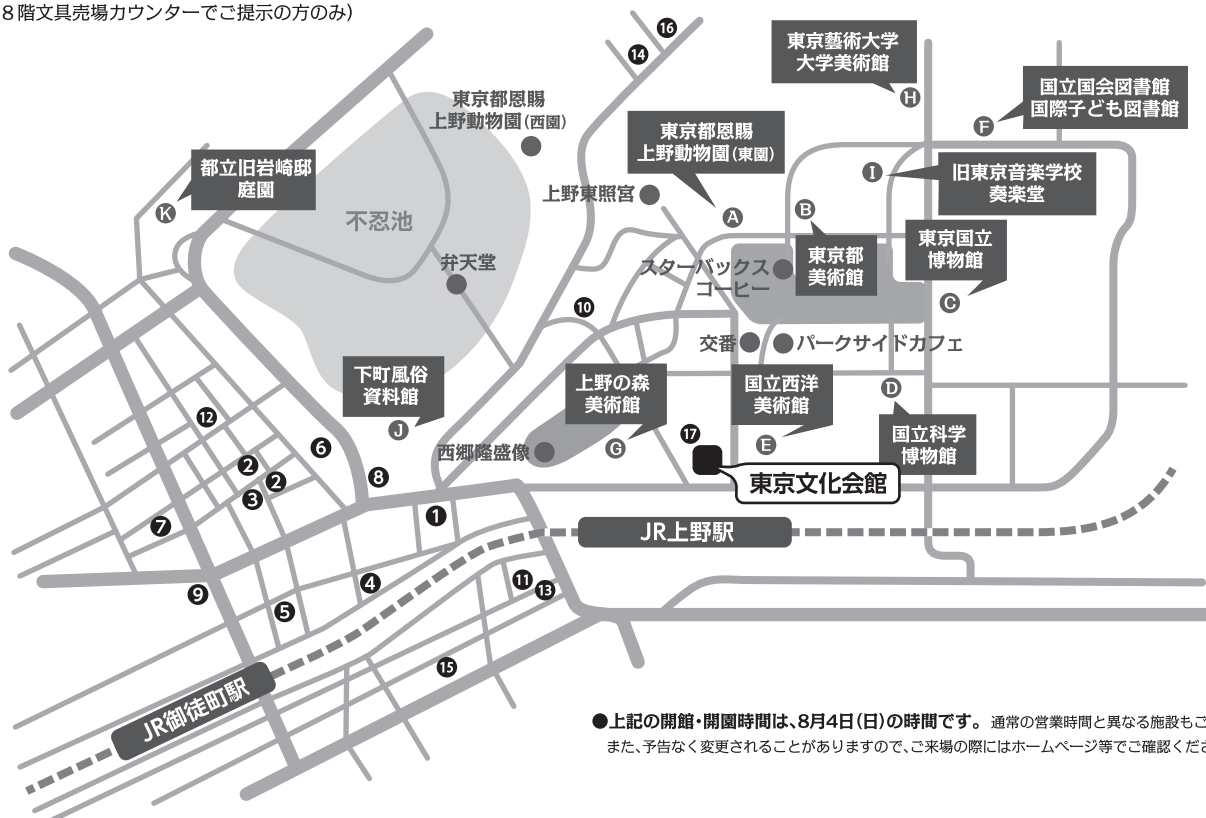 8階文具売場カウンターでご提示の方のみ）
⓰
⓮
東京藝術大学
大学美術館
H
国立国会図書館
国際子ども図書館
F
東京都恩賜
上野動物園（西園）
東京都恩賜
上野動物園（東園）
A
都立旧岩崎邸
庭園
K
旧東京音楽学校
奏楽堂
I
上野東照宮
不忍池
B
東京都
美術館
東京国立
博物館
C
弁天堂
スターバックス
コーヒー
❿
交番
パークサイドカフェ
下町風俗
資料館
J
上野の森
美術館
G
国立西洋
美術館
E
D
国立科学
博物館
⓬
❻
❷
❷
❸
❽
西郷隆盛像
⓱
東京文化会館
❼
❶
JR上野駅
❾
❹
❺
⓫
⓭
⓯
JR御徒町駅
●上記の開館・開園時間は、8月4日（日）の時間です。通常の営業時間と異なる施設もご
また、予告なく変更されることがありますので、ご来場の際にはホームページ等でご確認くださ